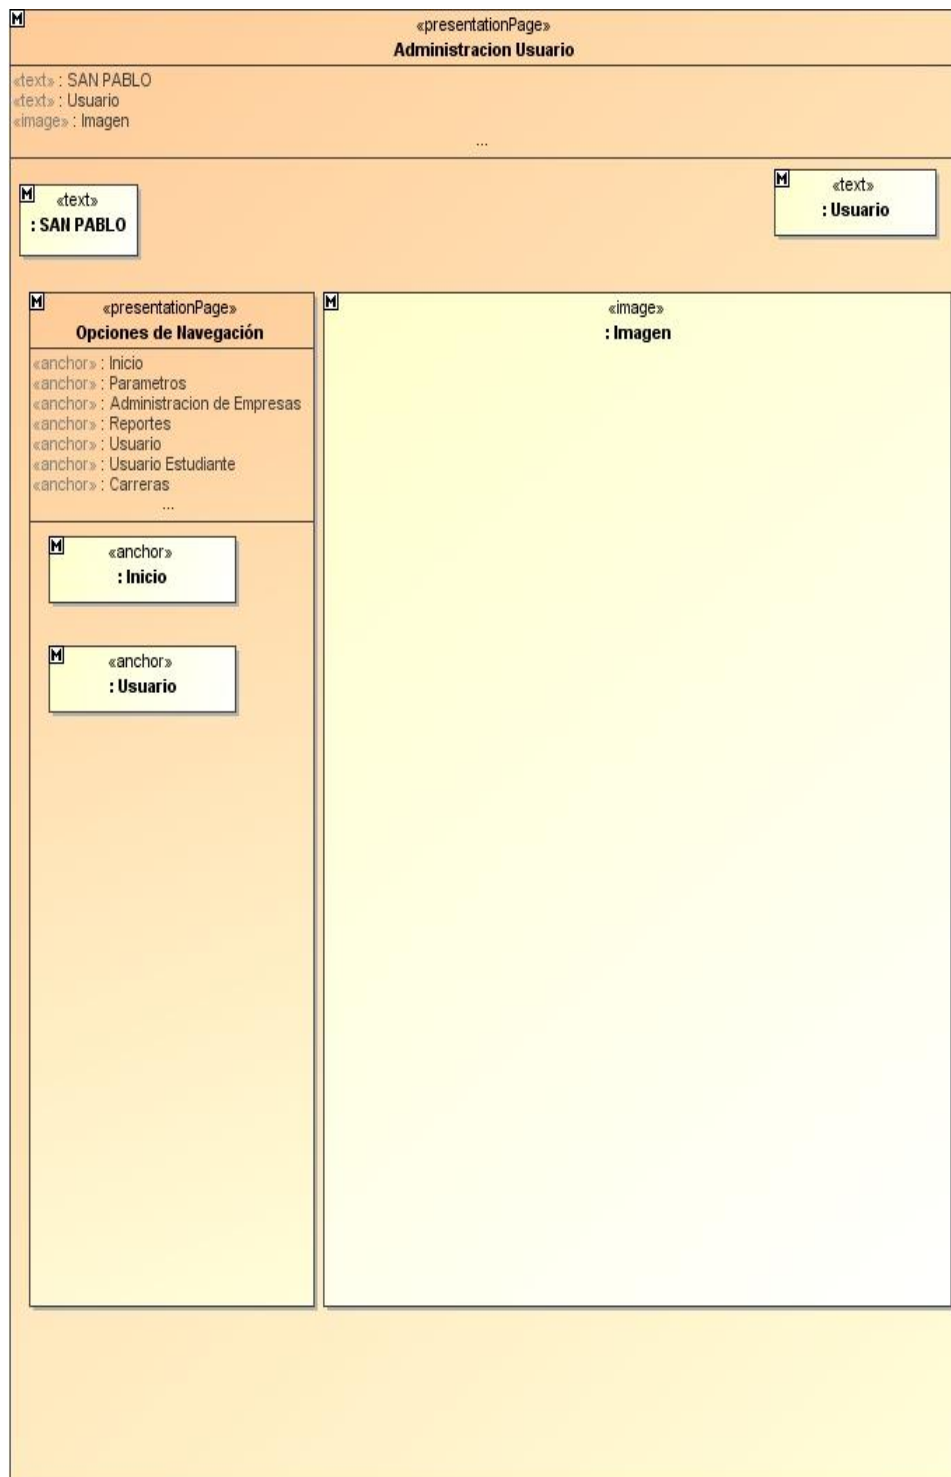 M
«presentationPage»
Administracion Usuario
«text» : SAN PABLO
«text» : Usuario
«image» : Imagen
...
M
«text»
: SAN PABLO
M
«text»
: Usuario
M
«presentationPage»
Opciones de Navegación
«anchor» : Inicio
«anchor» : Parametros
«anchor» : Administracion de Empresas
«anchor» : Reportes
«anchor» : Usuario
«anchor» : Usuario Estudiante
«anchor» : Carreras
...
M
«anchor»
: Inicio
M
«anchor»
: Usuario
M
«image»
: Imagen